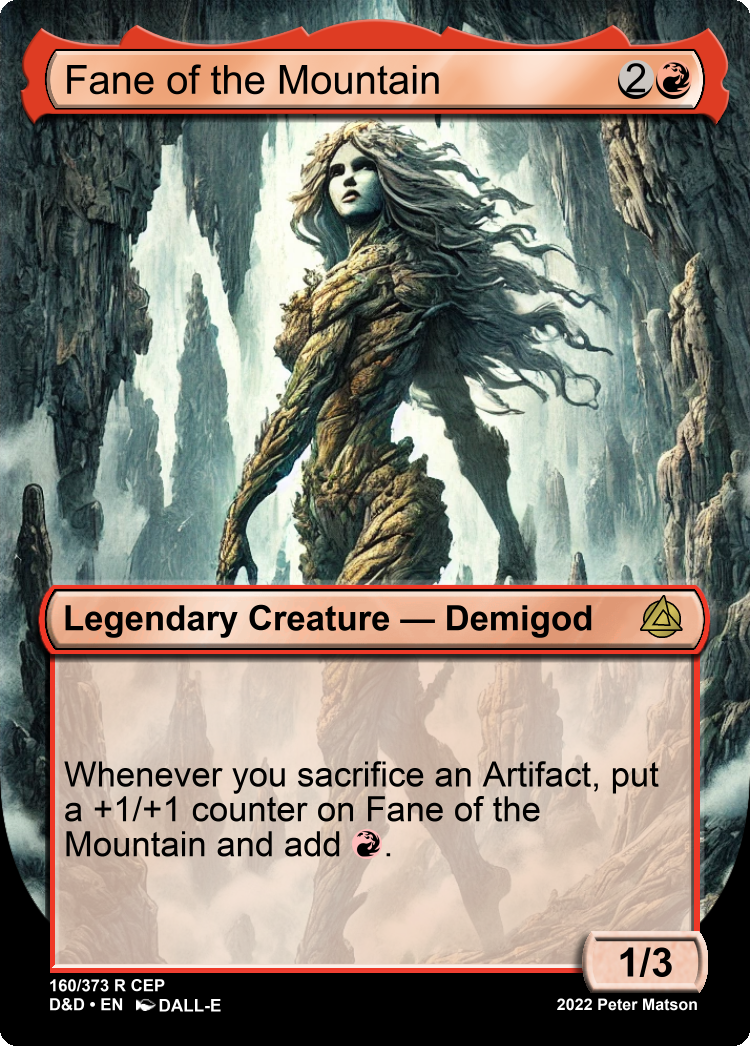 Fane of the Mountain 2
Legendary Creature — Demigod
Whenever you sacrifice an Artifact, put
a +1/+1 counter on Fane of the
Mountain and add .
1/3
160/373 R CEP
D&D • EN DALL-E
2022 Peter Matson